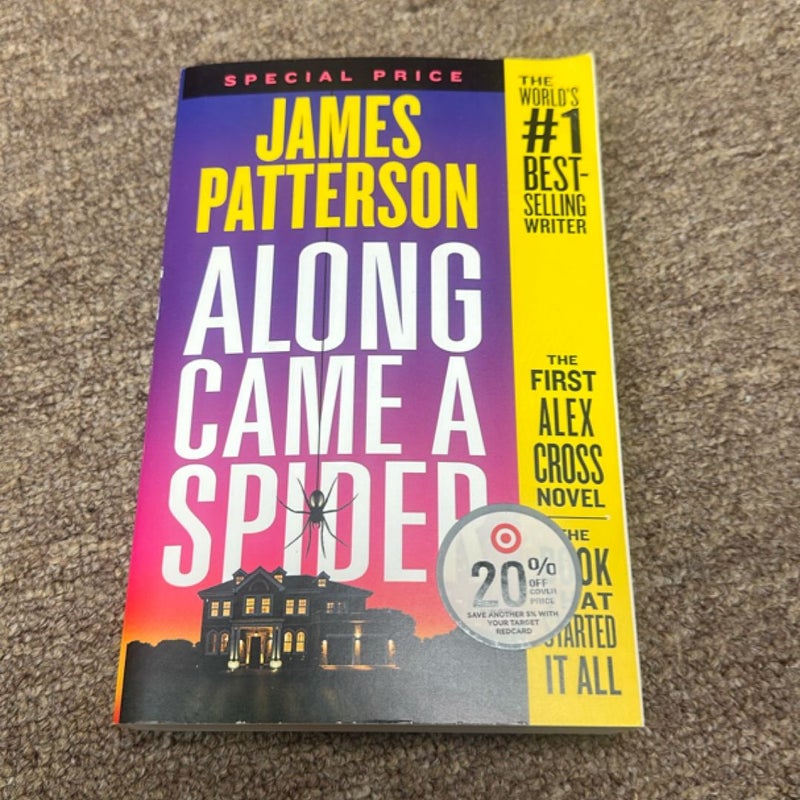 SPECIAL PRICE
JAMES
PATTERSON
ALONG
CAME A
SPIDER
THE
WORLD'S
#1
BEST-
SELLING
WRITER
THE
FIRST
ALEX
CROSS
NOVEL
THE
BOOK
THAT
STARTED
IT ALL
20%
OFF
COVER
PRICE
SAVE ANOTHER 5% WITH
YOUR TARGET
REDCARD